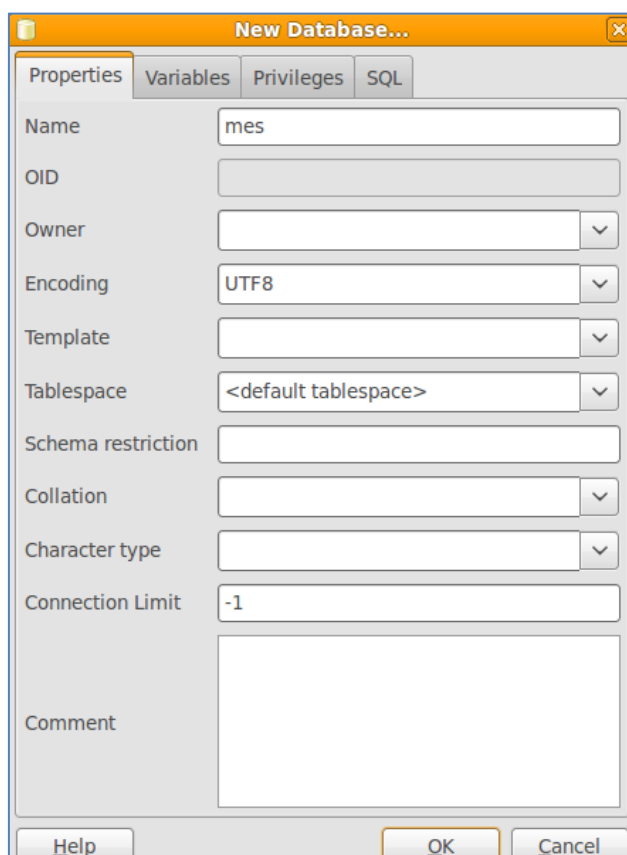 New Database...
Properties Variables Privileges SQL
Name mes
OID
Owner
Encoding UTF8
Template
Tablespace <default tablespace>
Schema restriction
Collation
Character type
Connection Limit -1
Comment
Help OK Cancel